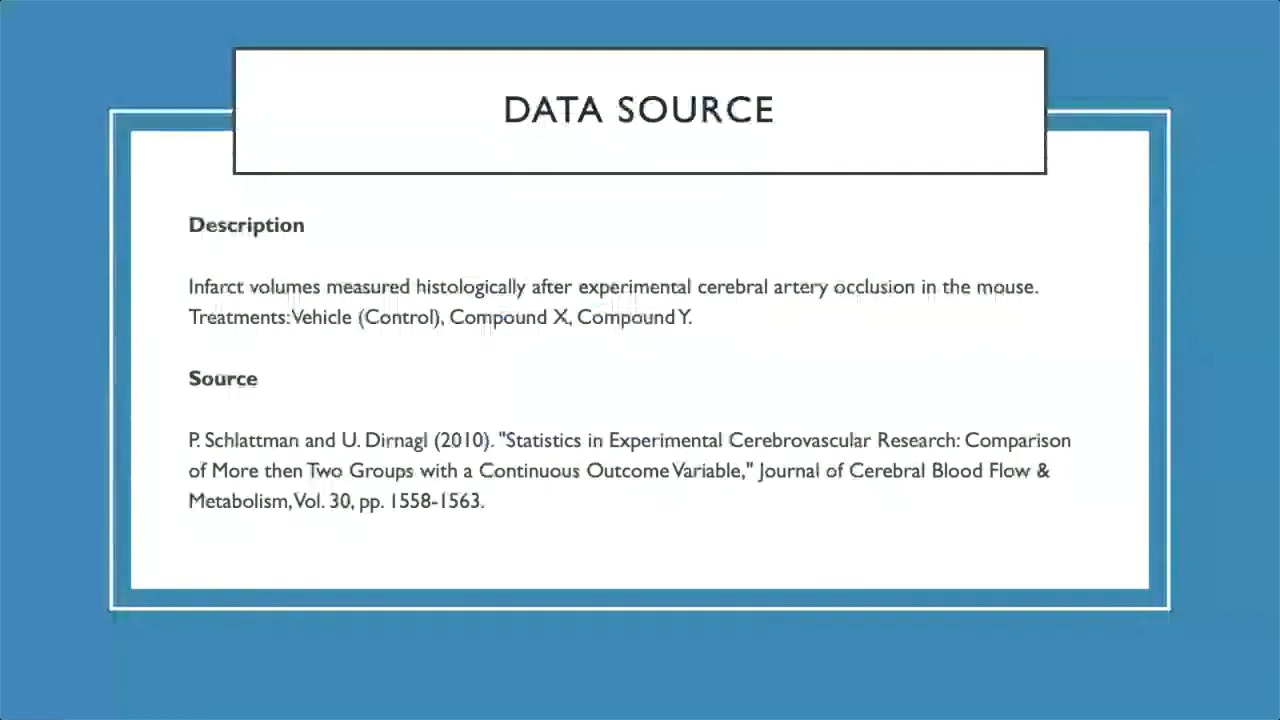 DATA SOURCE
Description
Infarct volumes measured histologically after experimental cerebral artery occlusion in the mouse.
Treatments: Vehicle (Control), Compound X, Compound Y.
Source
P. Schlattman and U. Dirnagl (2010). "Statistics in Experimental Cerebrovascular Research: Comparison
of More then Two Groups with a Continuous Outcome Variable," Journal of Cerebral Blood Flow &
Metabolism, Vol. 30, pp. 1558-1563.